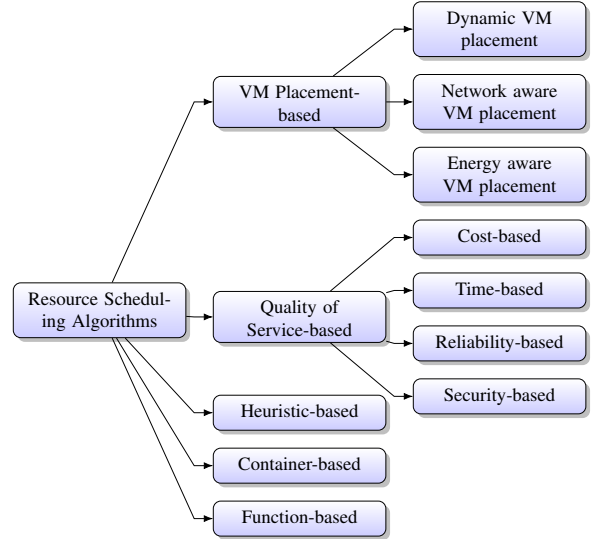 Dynamic VM
placement
VM Placement-
based
Network aware
VM placement
Energy aware
VM placement
Cost-based
Resource Schedul-
ing Algorithms
Quality of
Service-based
Time-based
Reliability-based
Security-based
Heuristic-based
Container-based
Function-based